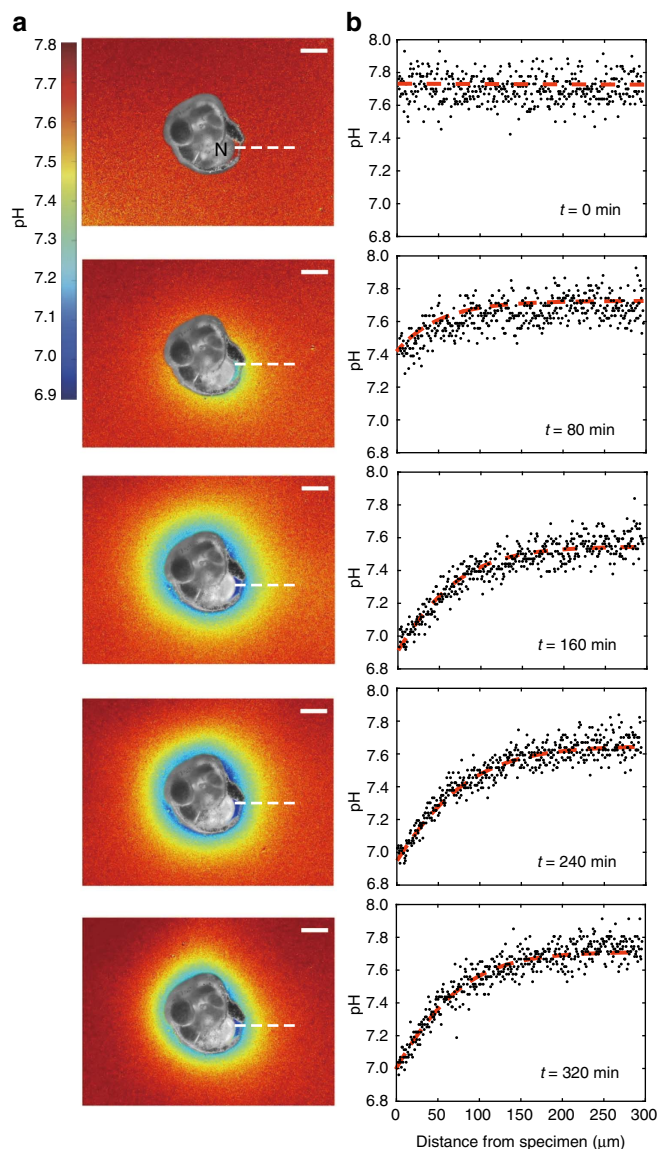 a
7.8
7.6
7.5
7.4
7.3
7.2
7.1
7.0
6.9
pH
N
b
8.0
7.8
7.6
7.4
7.2
7.0
6.8
pH
t = 0 min
8.0
7.8
7.6
7.4
7.2
7.0
6.8
pH
t = 80 min
8.0
7.8
7.6
7.4
7.2
7.0
6.8
pH
t = 160 min
8.0
7.8
7.6
7.4
7.2
7.0
6.8
pH
t = 240 min
8.0
7.8
7.6
7.4
7.2
7.0
6.8
pH
t = 320 min
0 50 100 150 200 250 300
Distance from specimen (μm)